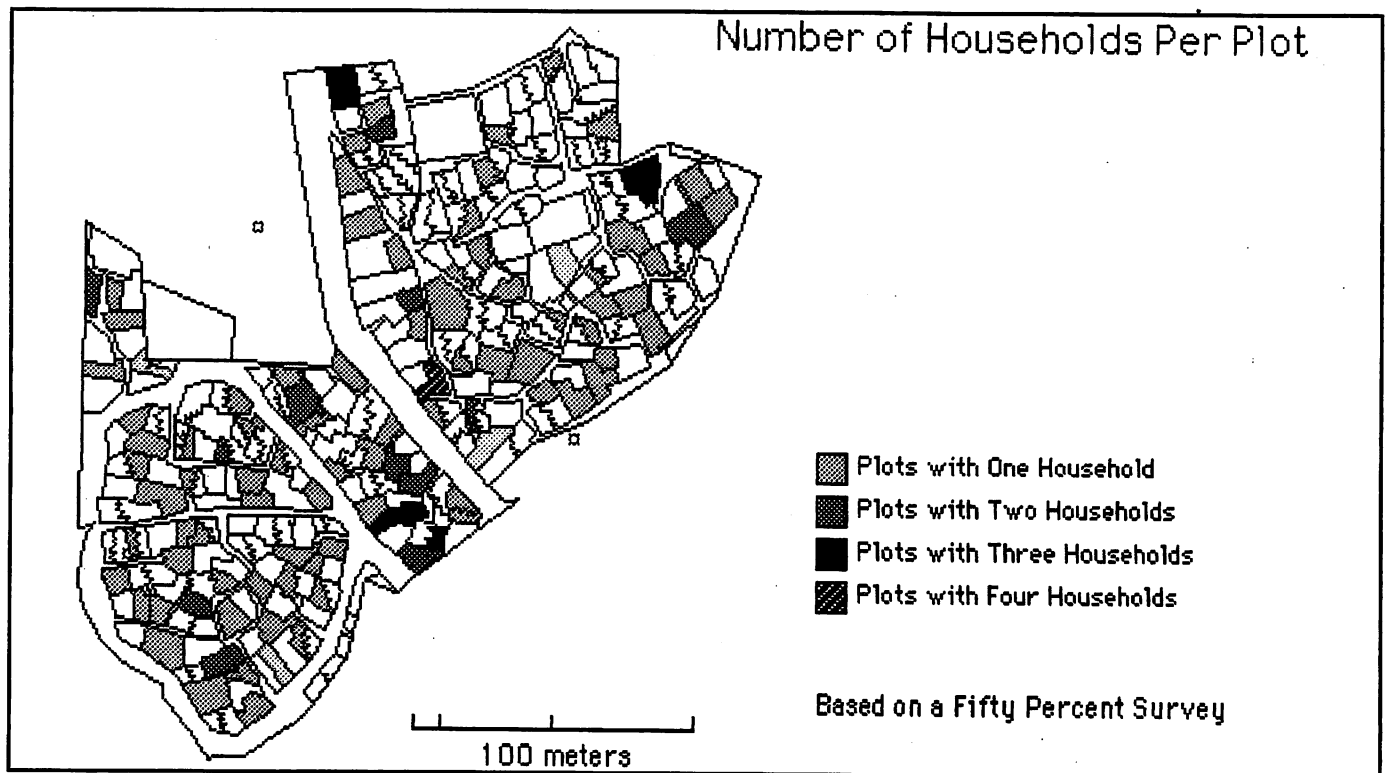 Number of Households Per Plot
Plots with One Household
Plots with Two Households
Plots with Three Households
Plots with Four Households
Based on a Fifty Percent Survey
100 meters